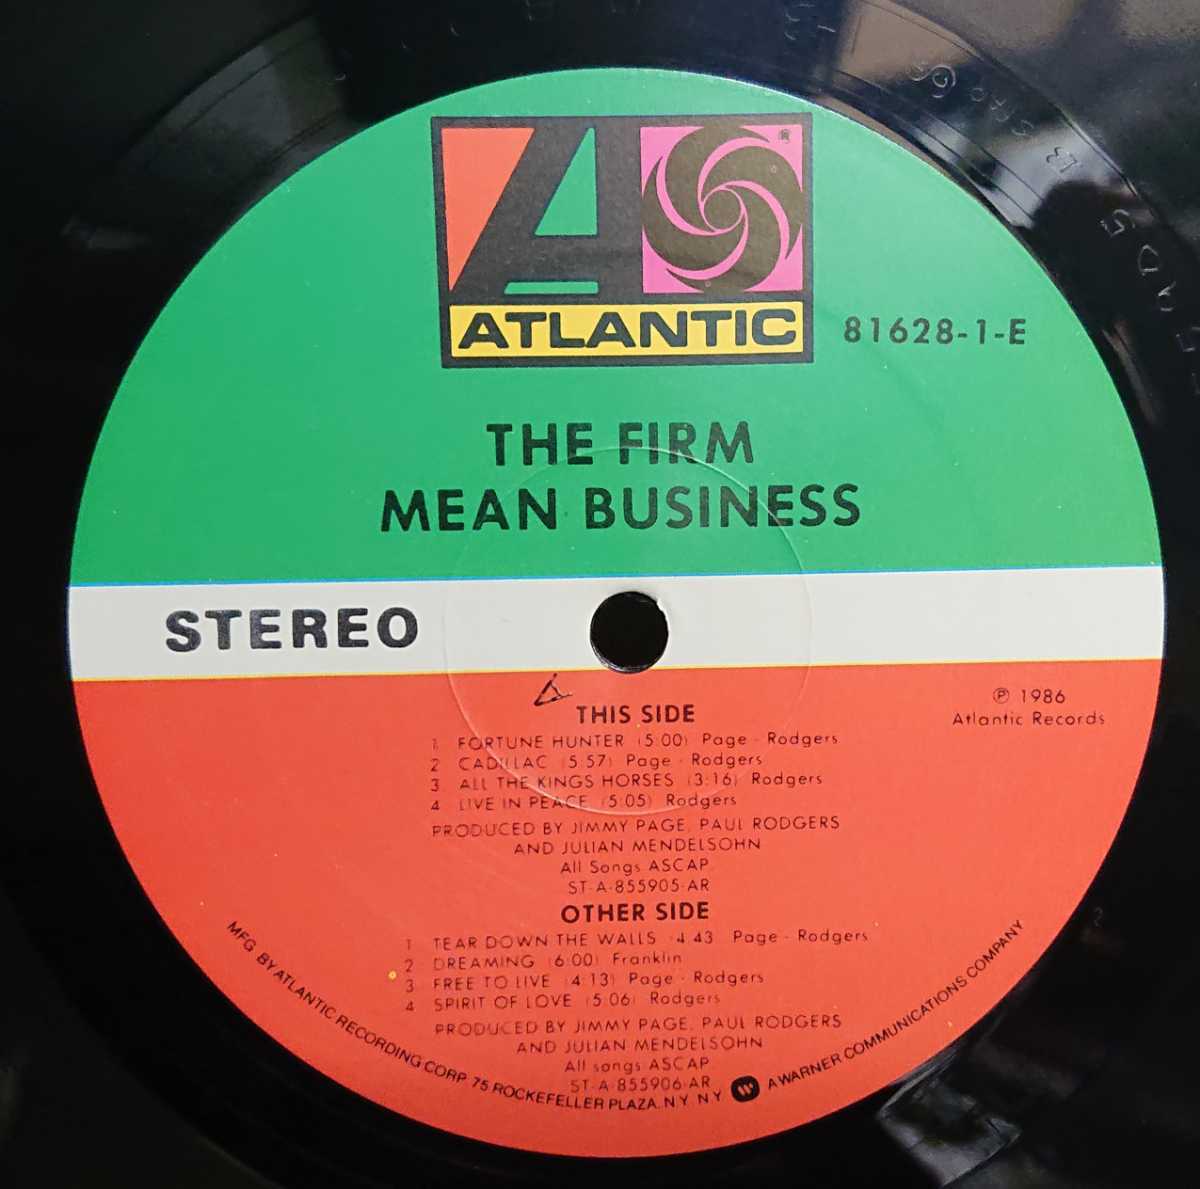 ATLANTIC
®
81628-1-E
THE FIRM
MEAN BUSINESS
STEREO
THIS SIDE
℗ 1986
Atlantic Records
1 FORTUNE HUNTER (5:00) Page - Rodgers
2 CADILLAC (5:57) Page - Rodgers
3 ALL THE KINGS HORSES (3:16) Rodgers
4 LIVE IN PEACE (5:05) Rodgers
PRODUCED BY JIMMY PAGE, PAUL RODGERS
AND JULIAN MENDELSOHN
All Songs ASCAP
ST-A-855905-AR
OTHER SIDE
1 TEAR DOWN THE WALLS (4:43) Page - Rodgers
2 DREAMING (6:00) Franklin
3 FREE TO LIVE (4:13) Page - Rodgers
4 SPIRIT OF LOVE (5:06) Rodgers
PRODUCED BY JIMMY PAGE, PAUL RODGERS
AND JULIAN MENDELSOHN
All songs ASCAP
ST-A-855906-AR
MFG BY ATLANTIC RECORDING CORP. 75 ROCKEFELLER PLAZA, N.Y. N.Y. A WARNER COMMUNICATIONS COMPANY